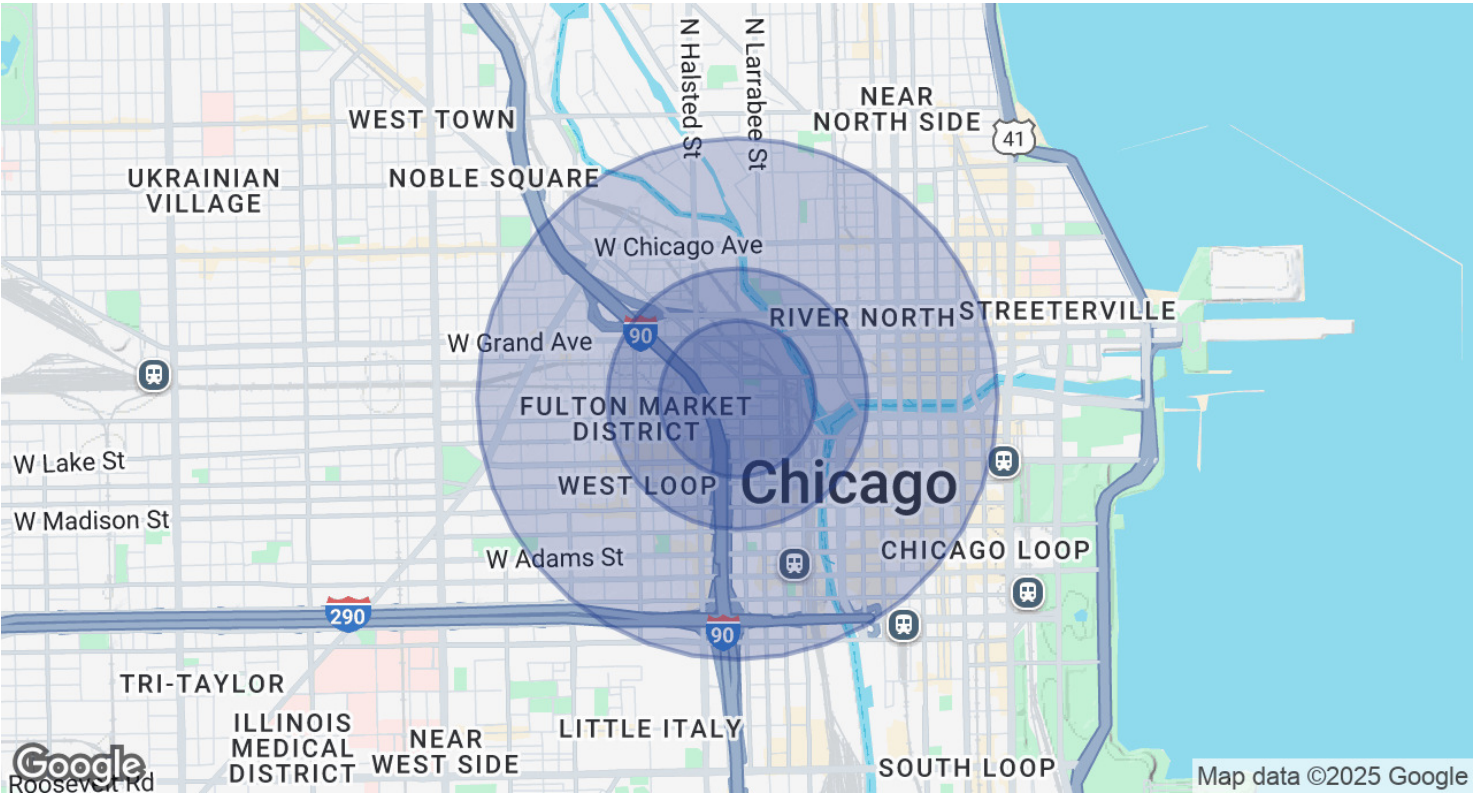 N Halsted St
N Larrabee St
NEAR
NORTH SIDE
WEST TOWN
41
UKRAINIAN
VILLAGE
NOBLE SQUARE
W Chicago Ave
RIVER NORTH
STREETERVILLE
90
W Grand Ave
FULTON MARKET
DISTRICT
W Lake St
WEST LOOP
Chicago
W Madison St
W Adams St
CHICAGO LOOP
290
90
TRI-TAYLOR
ILLINOIS
MEDICAL
DISTRICT
NEAR
WEST SIDE
LITTLE ITALY
SOUTH LOOP
Google
Roosevelt Rd
Map data ©2025 Google